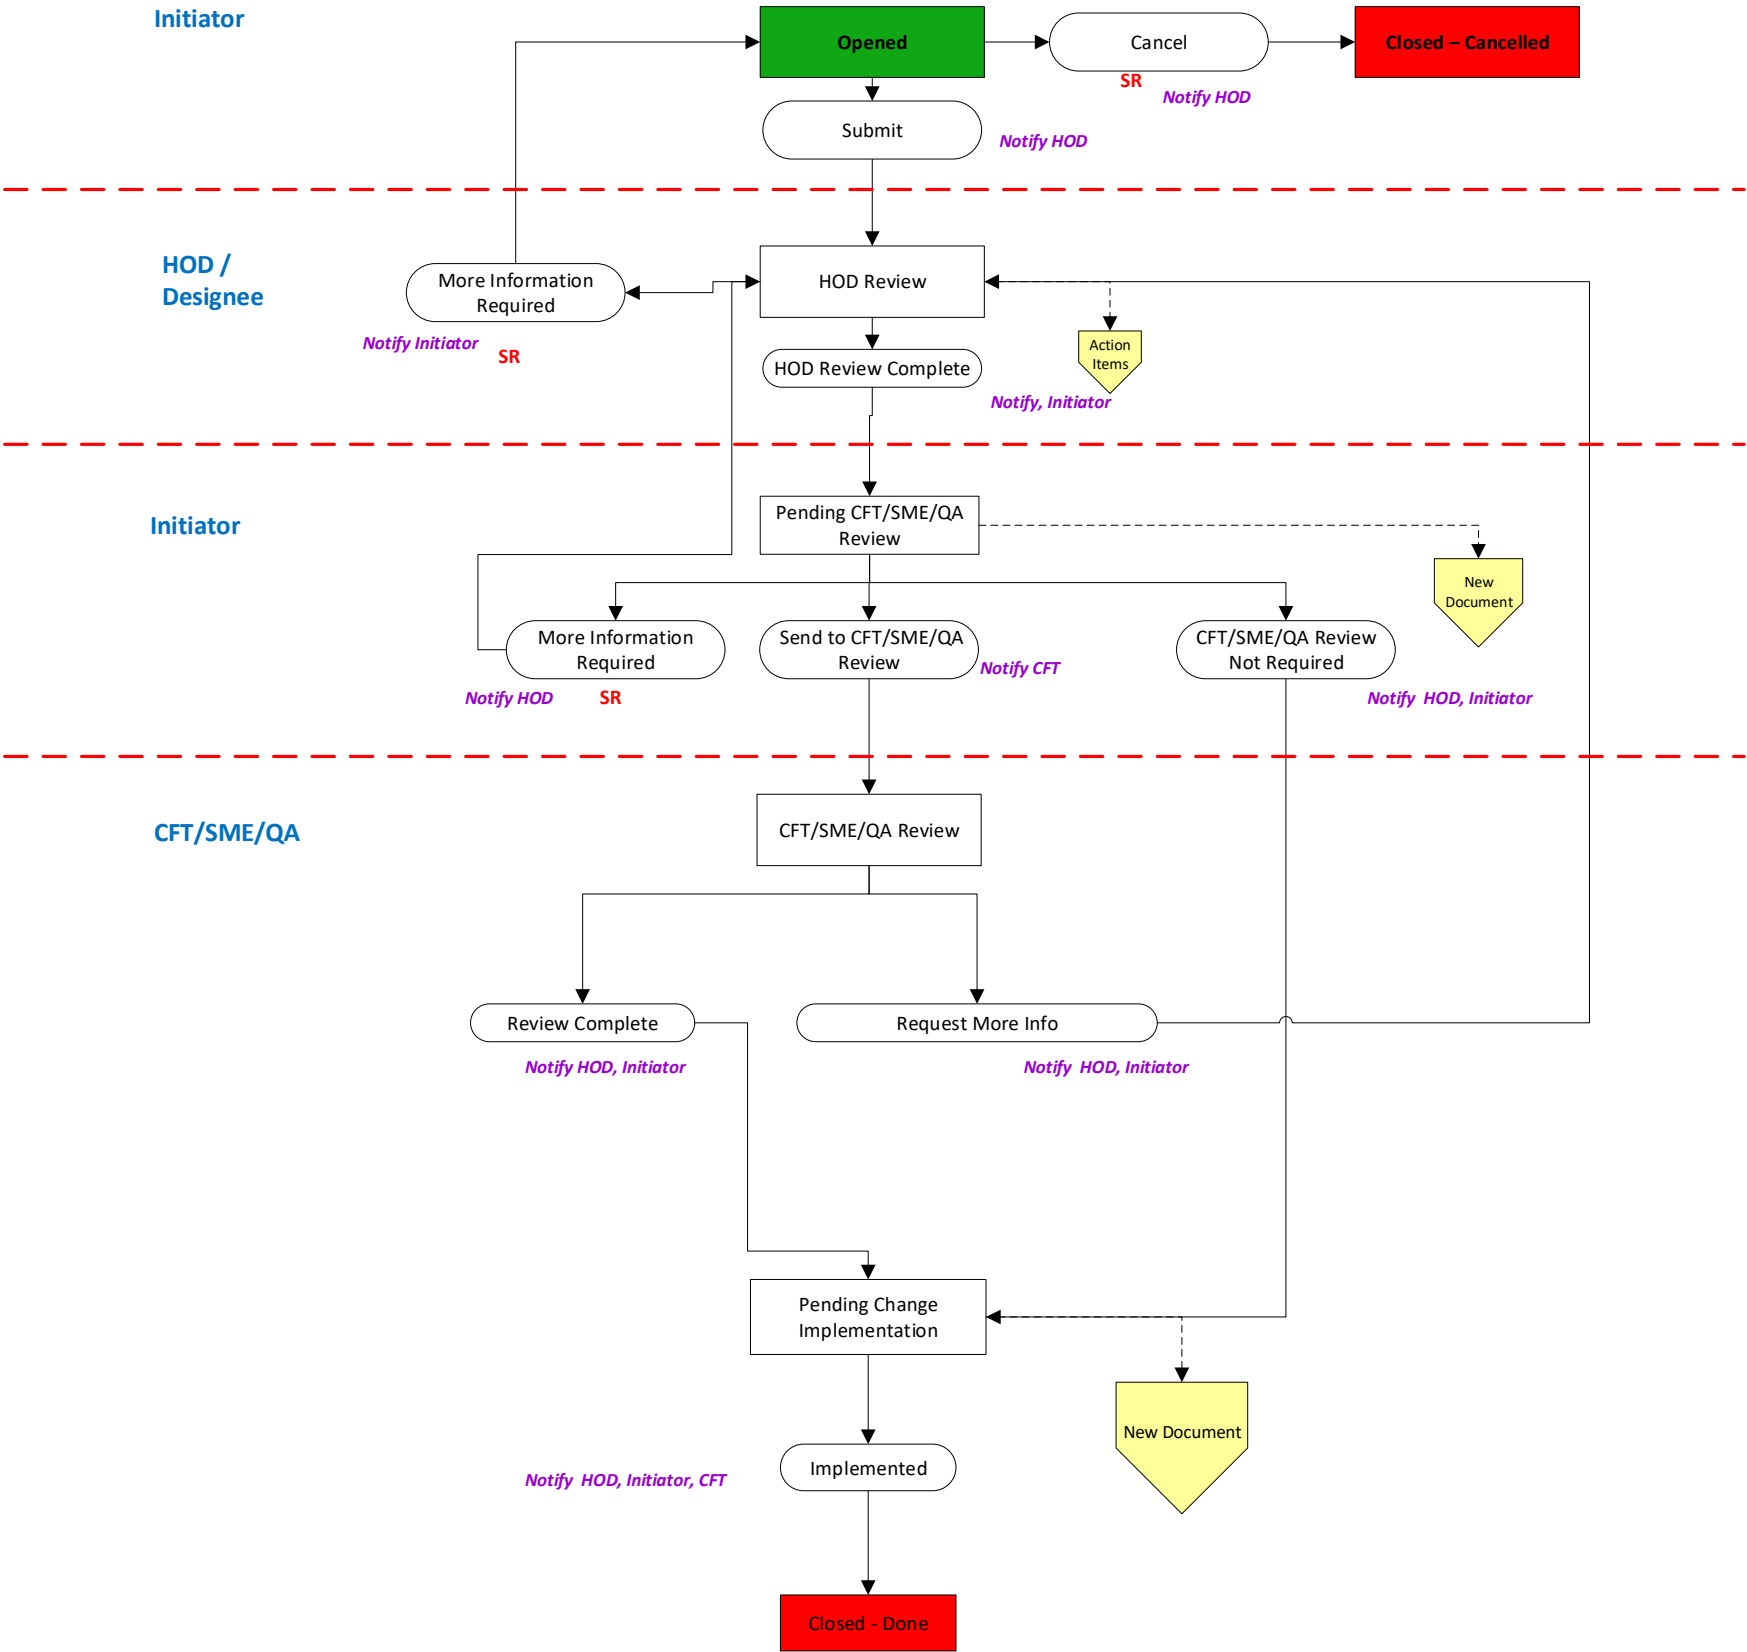 Initiator
Opened
Cancel
Closed – Cancelled
SR
Notify HOD
Submit
Notify HOD
HOD /
Designee
More Information
Required
Notify Initiator
SR
HOD Review
Action
Items
HOD Review Complete
Notify, Initiator
Initiator
Pending CFT/SME/QA
Review
New
Document
More Information
Required
Notify HOD
SR
Send to CFT/SME/QA
Review
Notify CFT
CFT/SME/QA Review
Not Required
Notify  HOD, Initiator
CFT/SME/QA
CFT/SME/QA Review
Review Complete
Notify HOD, Initiator
Request More Info
Notify  HOD, Initiator
Pending Change
Implementation
New Document
Implemented
Notify  HOD, Initiator, CFT
Closed - Done